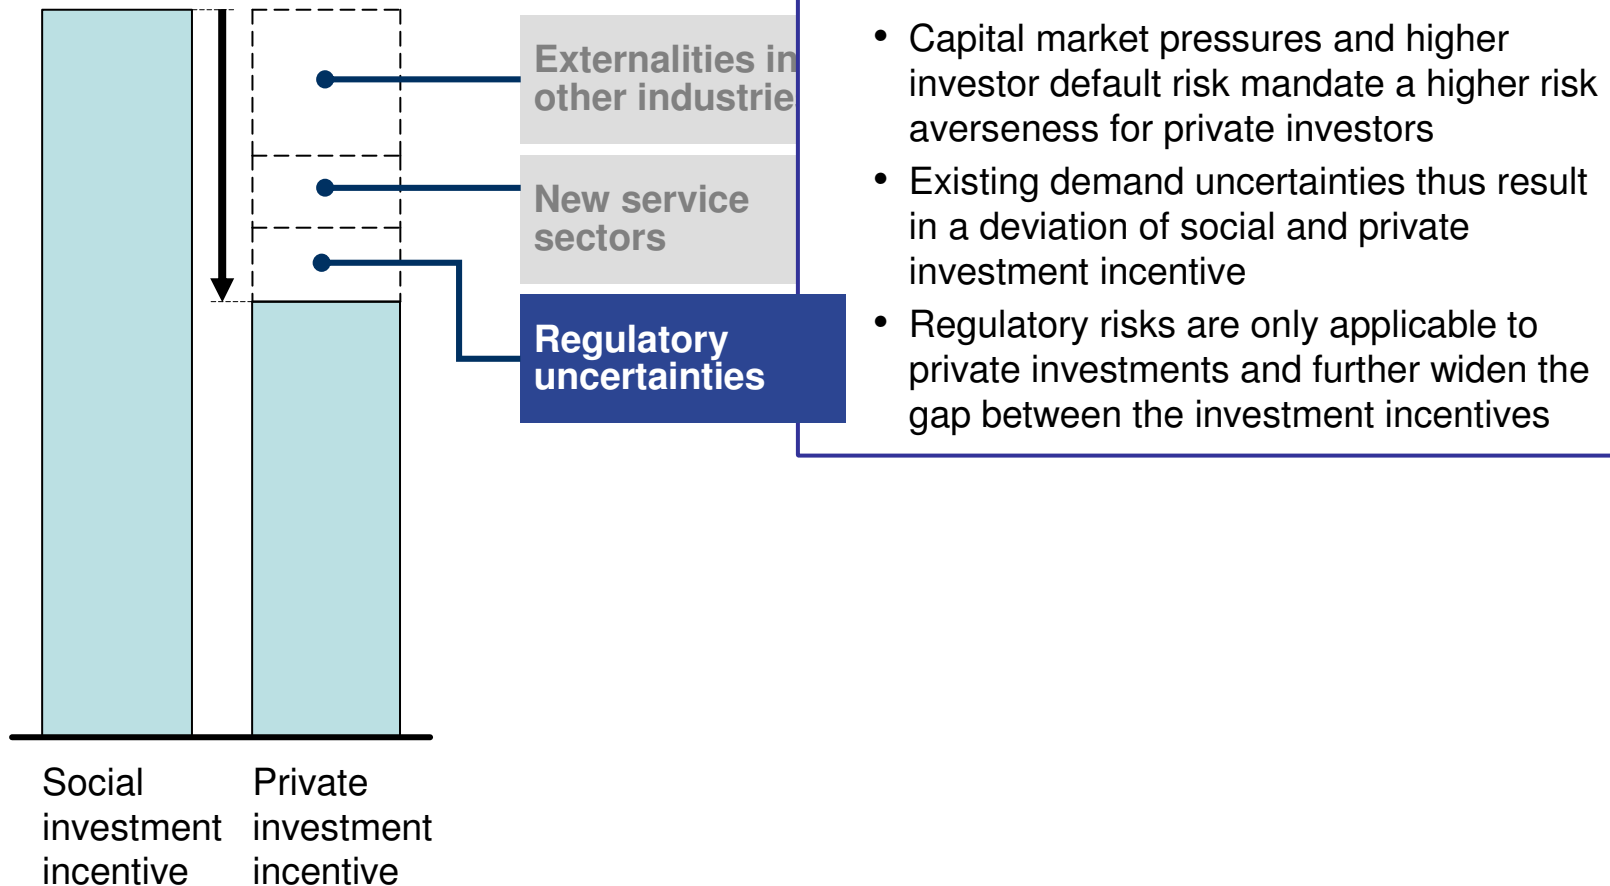 Externalities in
other industrie
New service
sectors
Regulatory
uncertainties
• Capital market pressures and higher
investor default risk mandate a higher risk
averseness for private investors
• Existing demand uncertainties thus result
in a deviation of social and private
investment incentive
• Regulatory risks are only applicable to
private investments and further widen the
gap between the investment incentives
Social
investment
incentive
Private
investment
incentive